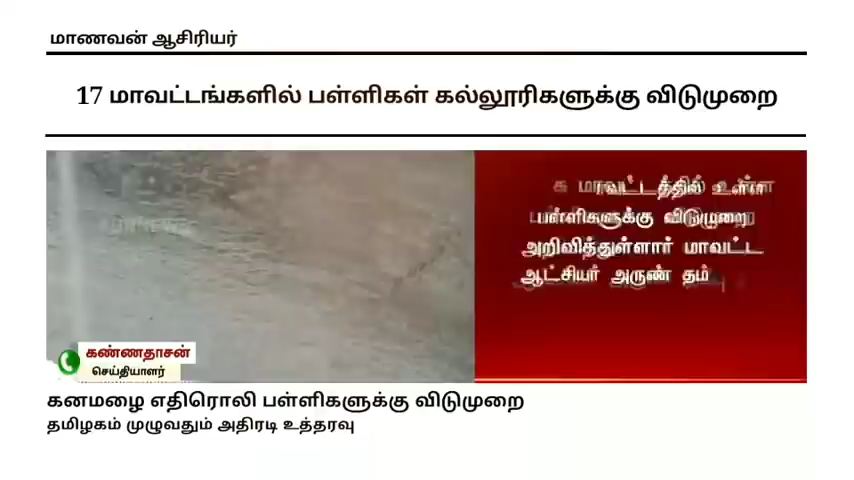 மாணவன் ஆசிரியர்
17 மாவட்டங்களில் பள்ளிகள் கல்லூரிகளுக்கு விடுமுறை
மாவட்டத்தில் உள்ள
பள்ளிகளுக்கு விடுமுறை
அறிவித்துள்ளார் மாவட்ட
ஆட்சியர் அருண் தம்
கண்ணதாசன்
செய்தியாளர்
கனமழை எதிரொலி பள்ளிகளுக்கு விடுமுறை
தமிழகம் முழுவதும் அதிரடி உத்தரவு